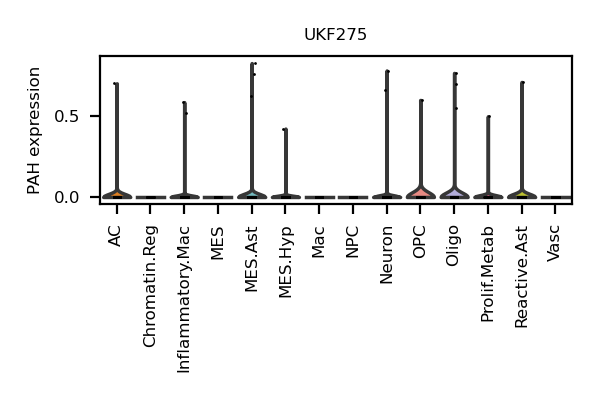 UKF275
PAH expression
0.5
0.0
AC
Chromatin.Reg
Inflammatory.Mac
MES
MES.Ast
MES.Hyp
Mac
NPC
Neuron
OPC
Oligo
Prolif.Metab
Reactive.Ast
Vasc